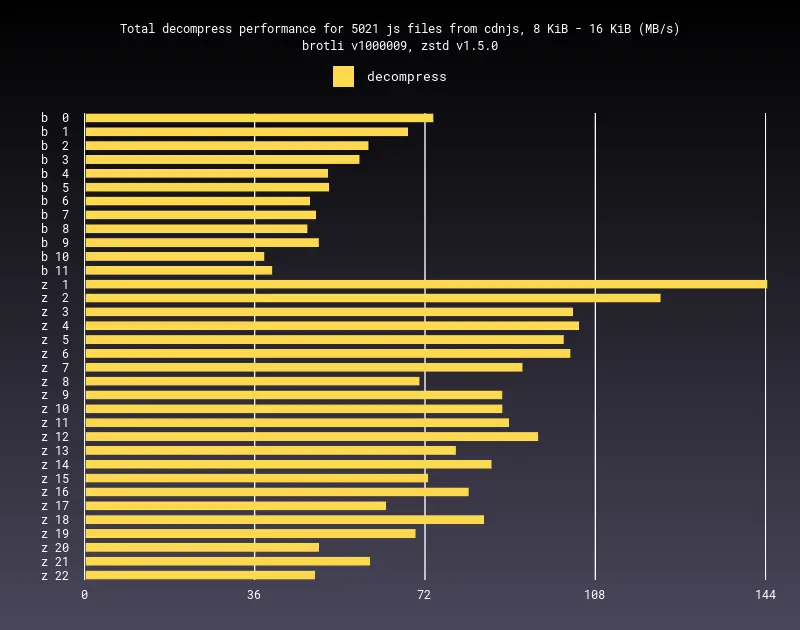 Total decompress performance for 5021 js files from cdnjs, 8 KiB - 16 KiB (MB/s)
brotli v1000009, zstd v1.5.0
decompress
b 0
b 1
b 2
b 3
b 4
b 5
b 6
b 7
b 8
b 9
b 10
b 11
z 1
z 2
z 3
z 4
z 5
z 6
z 7
z 8
z 9
z 10
z 11
z 12
z 13
z 14
z 15
z 16
z 17
z 18
z 19
z 20
z 21
z 22
0 36 72 108 144